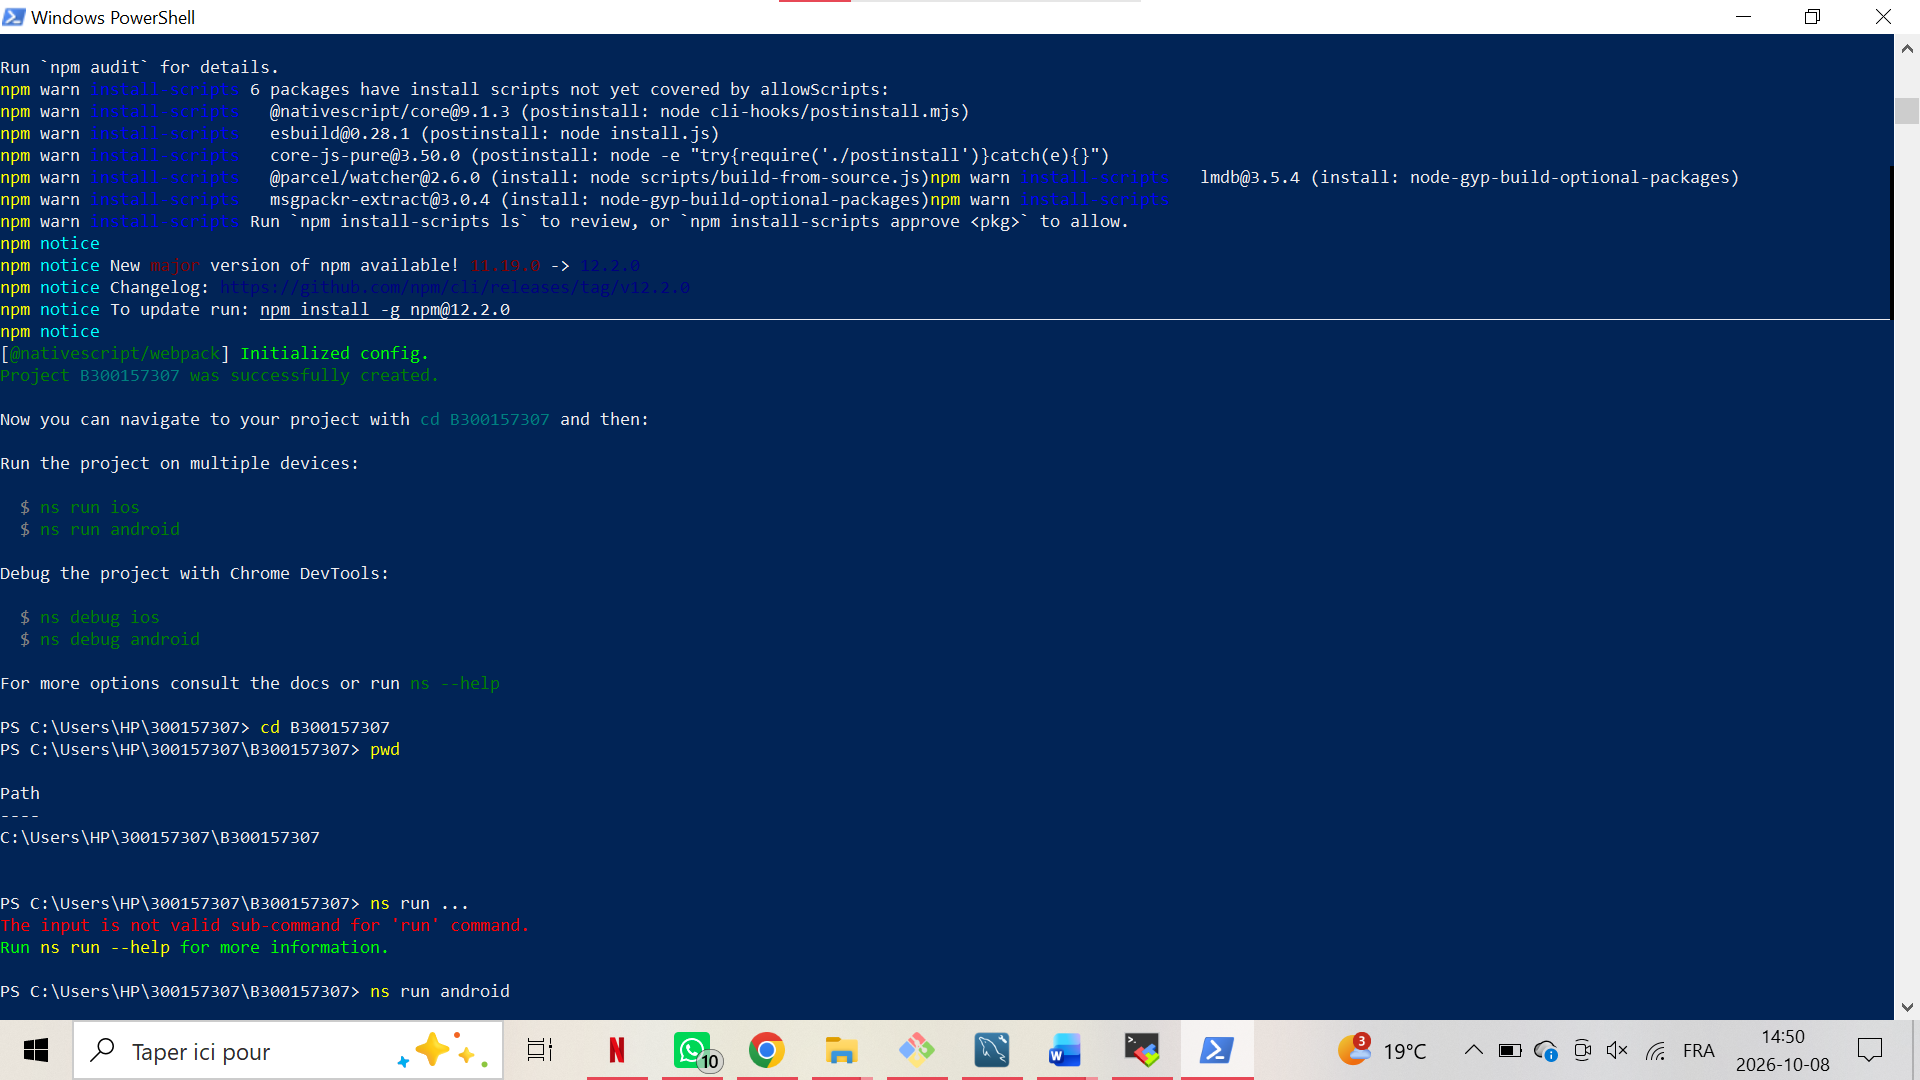 Windows PowerShell
Run `npm audit` for details.
npm warn install-scripts 6 packages have install scripts not yet covered by allowScripts:
npm warn install-scripts   @nativescript/core@9.1.3 (postinstall: node cli-hooks/postinstall.mjs)
npm warn install-scripts   esbuild@0.28.1 (postinstall: node install.js)
npm warn install-scripts   core-js-pure@3.50.0 (postinstall: node -e "try{require('./postinstall')}catch(e){}")
npm warn install-scripts   @parcel/watcher@2.6.0 (install: node scripts/build-from-source.js)npm warn install-scripts   lmdb@3.5.4 (install: node-gyp-build-optional-packages)
npm warn install-scripts   msgpackr-extract@3.0.4 (install: node-gyp-build-optional-packages)npm warn install-scripts
npm warn install-scripts Run `npm install-scripts ls` to review, or `npm install-scripts approve <pkg>` to allow.
npm notice
npm notice New major version of npm available! 11.19.0 -> 12.2.0
npm notice Changelog: https://github.com/npm/cli/releases/tag/v12.2.0
npm notice To update run: npm install -g npm@12.2.0
npm notice
[@nativescript/webpack] Initialized config.
Project B300157307 was successfully created.
Now you can navigate to your project with cd B300157307 and then:
Run the project on multiple devices:
$ ns run ios
$ ns run android
Debug the project with Chrome DevTools:
$ ns debug ios
$ ns debug android
For more options consult the docs or run ns --help
PS C:\Users\HP\300157307> cd B300157307
PS C:\Users\HP\300157307\B300157307> pwd
Path
----
C:\Users\HP\300157307\B300157307
PS C:\Users\HP\300157307\B300157307> ns run ...
The input is not valid sub-command for 'run' command.
Run ns run --help for more information.
PS C:\Users\HP\300157307\B300157307> ns run android
Taper ici pour
N
10
W
3
19°C
FRA
14:50
2026-10-08